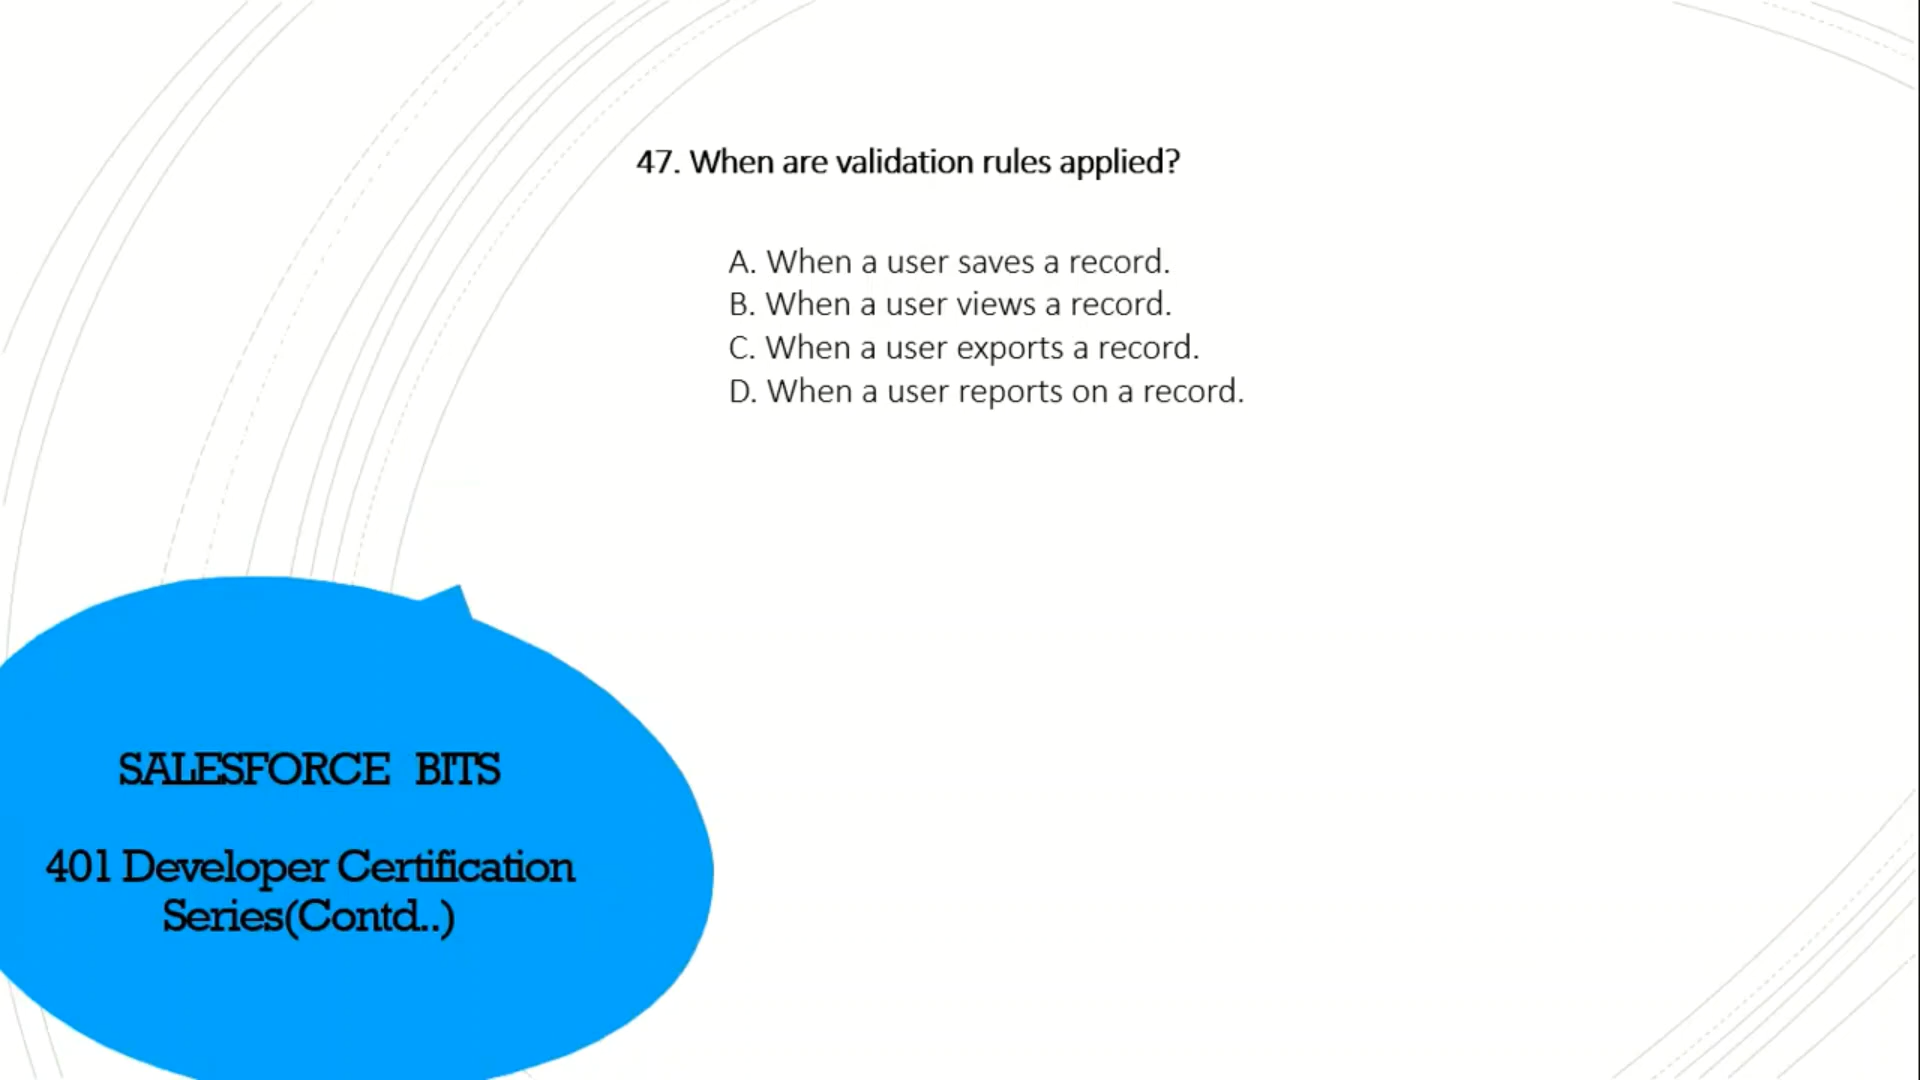 47. When are validation rules applied?
A. When a user saves a record.
B. When a user views a record.
C. When a user exports a record.
D. When a user reports on a record.
SALESFORCE BITS
401 Developer Certification
Series(Contd..)